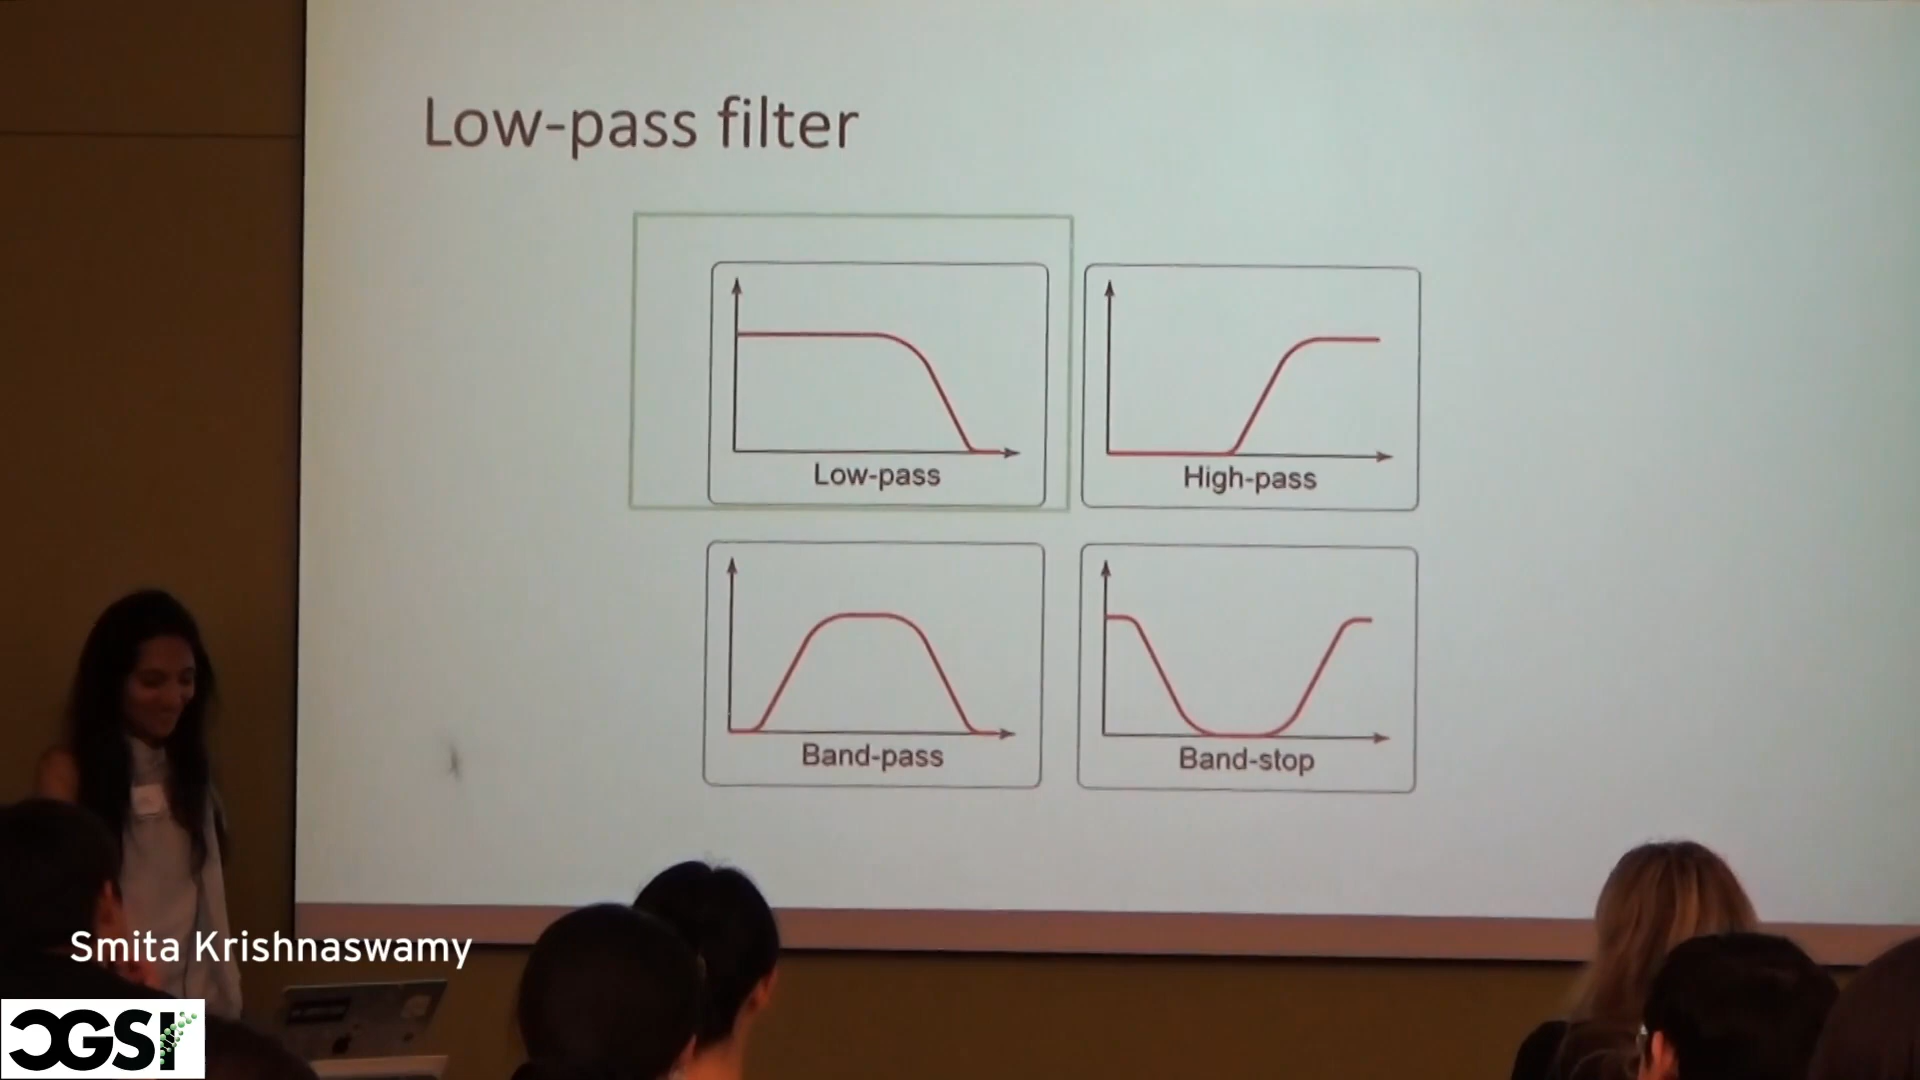 Low-pass filter
Low-pass
High-pass
Band-pass
Band-stop
Smita Krishnaswamy
CGSI